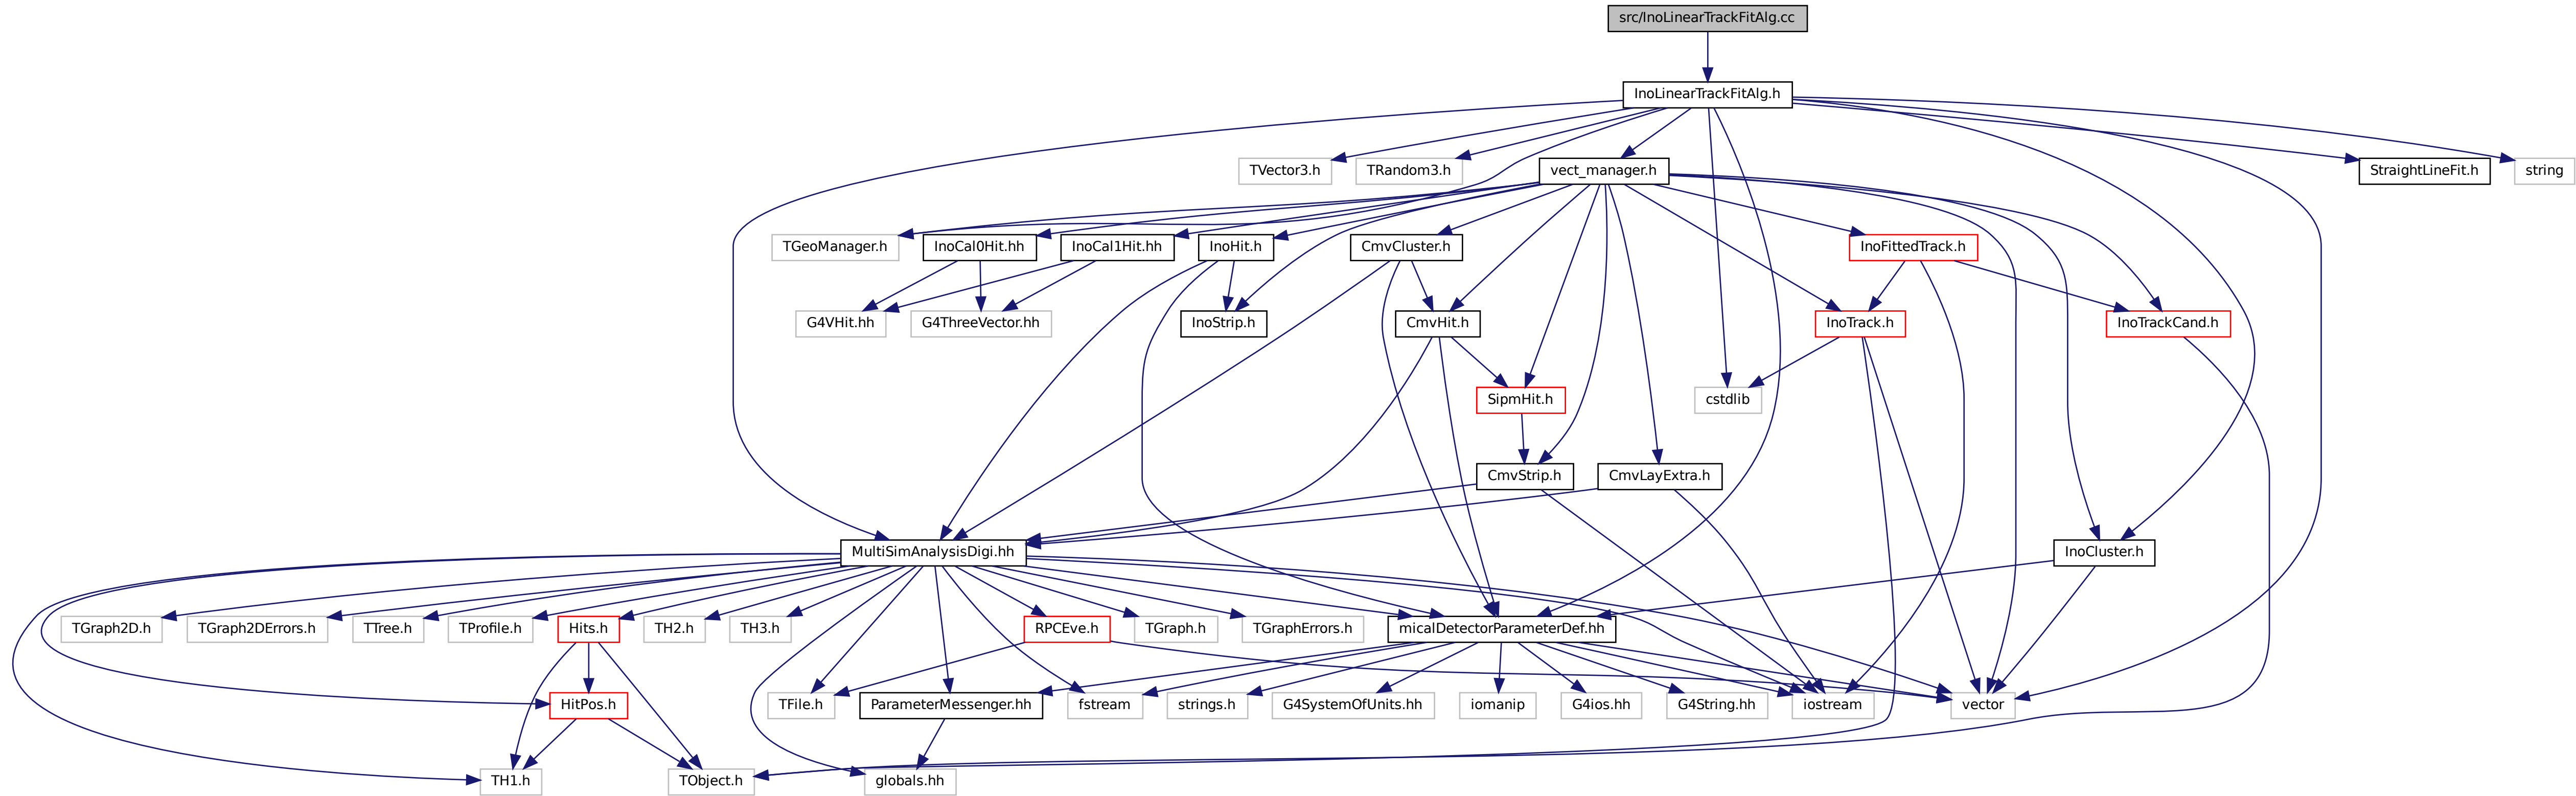 src/InoLinearTrackFitAlg.cc
InoLinearTrackFitAlg.h
TVector3.h
TRandom3.h
vect_manager.h
StraightLineFit.h
string
TGeoManager.h
InoCal0Hit.hh
InoCal1Hit.hh
InoHit.h
CmvCluster.h
InoFittedTrack.h
G4VHit.hh
G4ThreeVector.hh
InoStrip.h
CmvHit.h
InoTrack.h
InoTrackCand.h
SipmHit.h
cstdlib
CmvStrip.h
CmvLayExtra.h
MultiSimAnalysisDigi.hh
InoCluster.h
TGraph2D.h
TGraph2DErrors.h
TTree.h
TProfile.h
Hits.h
TH2.h
TH3.h
RPCEve.h
TGraph.h
TGraphErrors.h
micalDetectorParameterDef.hh
HitPos.h
TFile.h
ParameterMessenger.hh
fstream
strings.h
G4SystemOfUnits.hh
iomanip
G4ios.hh
G4String.hh
iostream
vector
TH1.h
TObject.h
globals.hh